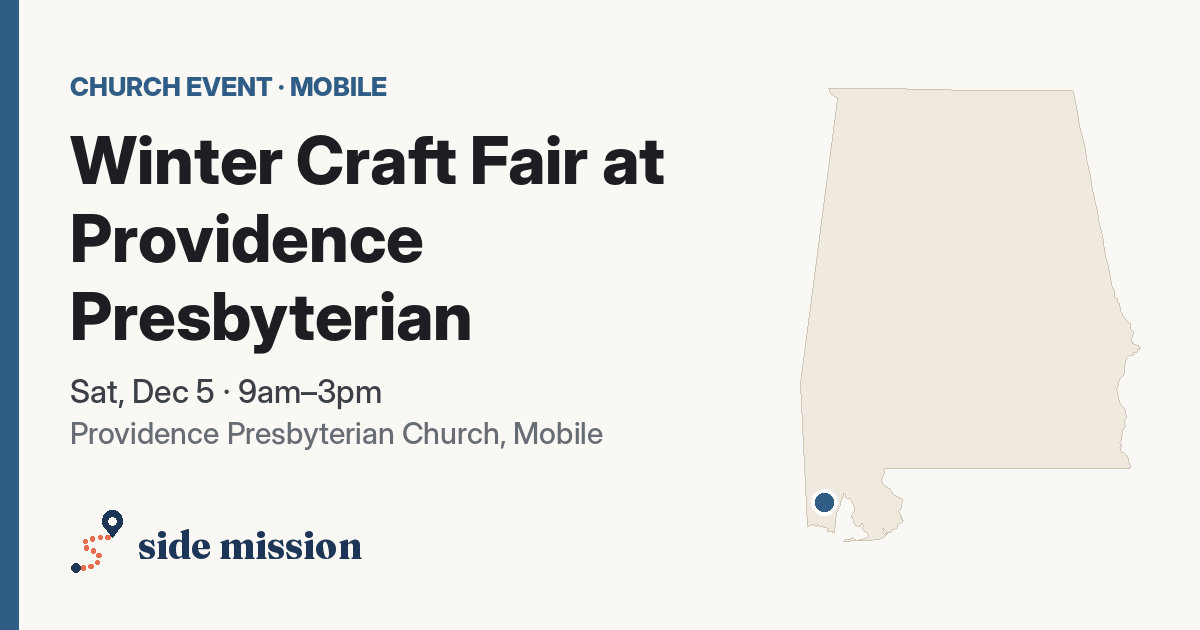 CHURCH EVENT · MOBILE
Winter Craft Fair at
Providence
Presbyterian
Sat, Dec 5 · 9am–3pm
Providence Presbyterian Church, Mobile
side mission